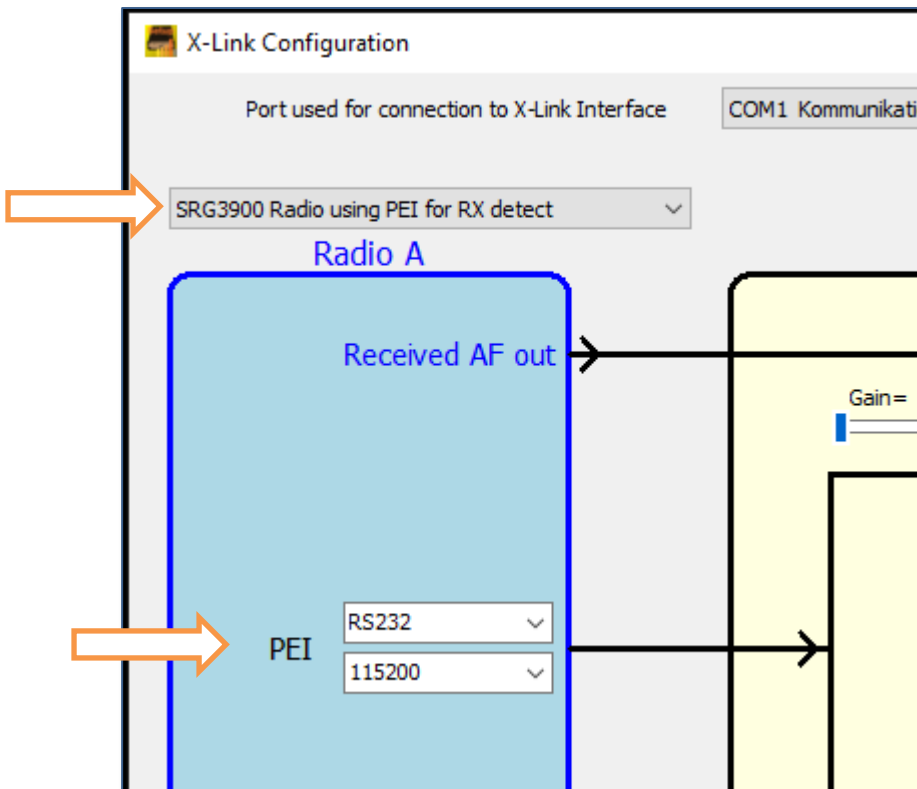 X-Link Configuration
Port used for connection to X-Link Interface
COM1 Kommunikati
SRG3900 Radio using PEI for RX detect
Radio A
Received AF out
Gain=
RS232
PEI
115200